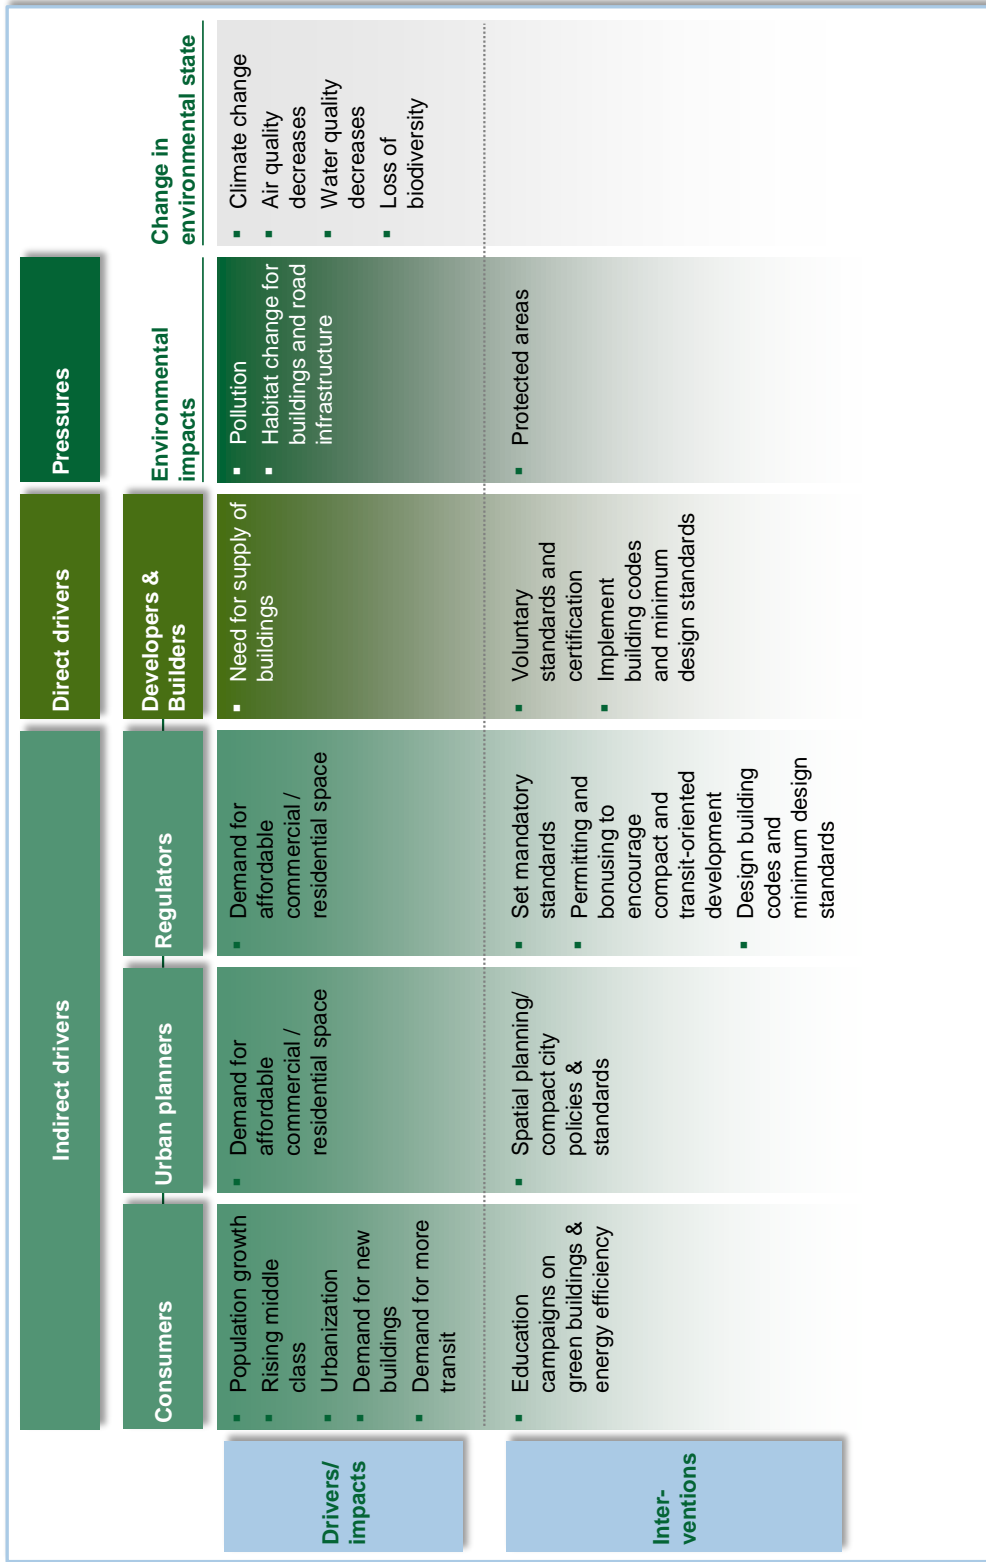 Indirect drivers
Direct drivers
Pressures
Consumers
Urban planners
Regulators
Developers &
Builders
Environmental
impacts
Change in
environmental state
Drivers/
impacts
▪ Population growth
▪ Rising middle
class
▪ Urbanization
▪ Demand for new
buildings
▪ Demand for more
transit
▪ Demand for
affordable
commercial /
residential space
▪ Demand for
affordable
commercial /
residential space
▪ Need for supply of
buildings
▪ Pollution
▪ Habitat change for
buildings and road
infrastructure
▪ Climate change
▪ Air quality
decreases
▪ Water quality
decreases
▪ Loss of
biodiversity
Inter-
ventions
▪ Education
campaigns on
green buildings &
energy efficiency
▪ Spatial planning/
compact city
policies &
standards
▪ Set mandatory
standards
▪ Permitting and
bonusing to
encourage
compact and
transit-oriented
development
▪ Design building
codes and
minimum design
standards
▪ Voluntary
standards and
certification
▪ Implement
building codes
and minimum
design standards
▪ Protected areas